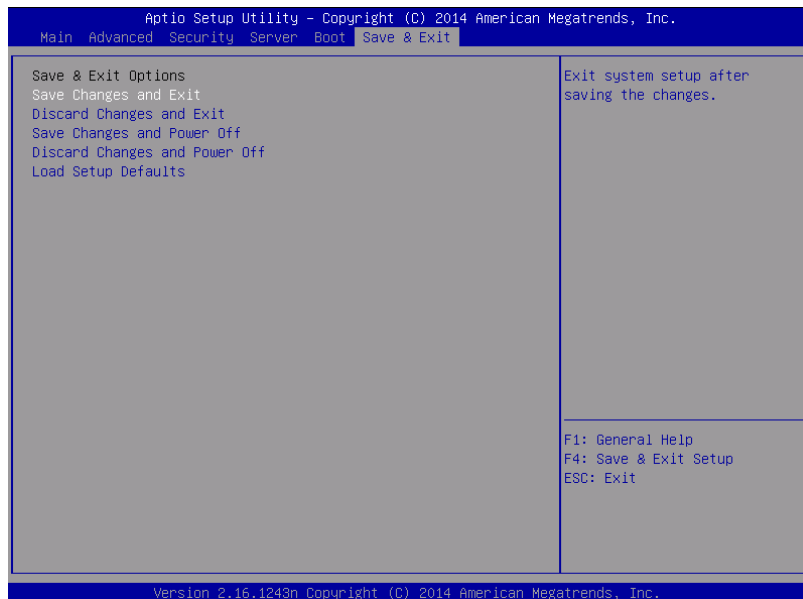 Aptio Setup Utility – Copyright (C) 2014 American Megatrends, Inc.
Main Advanced Security Server Boot Save & Exit
Save & Exit Options
Save Changes and Exit
Discard Changes and Exit
Save Changes and Power Off
Discard Changes and Power Off
Load Setup Defaults
Exit system setup after
saving the changes.
F1: General Help
F4: Save & Exit Setup
ESC: Exit
Version 2.16.1243n Copyright (C) 2014 American Megatrends, Inc.